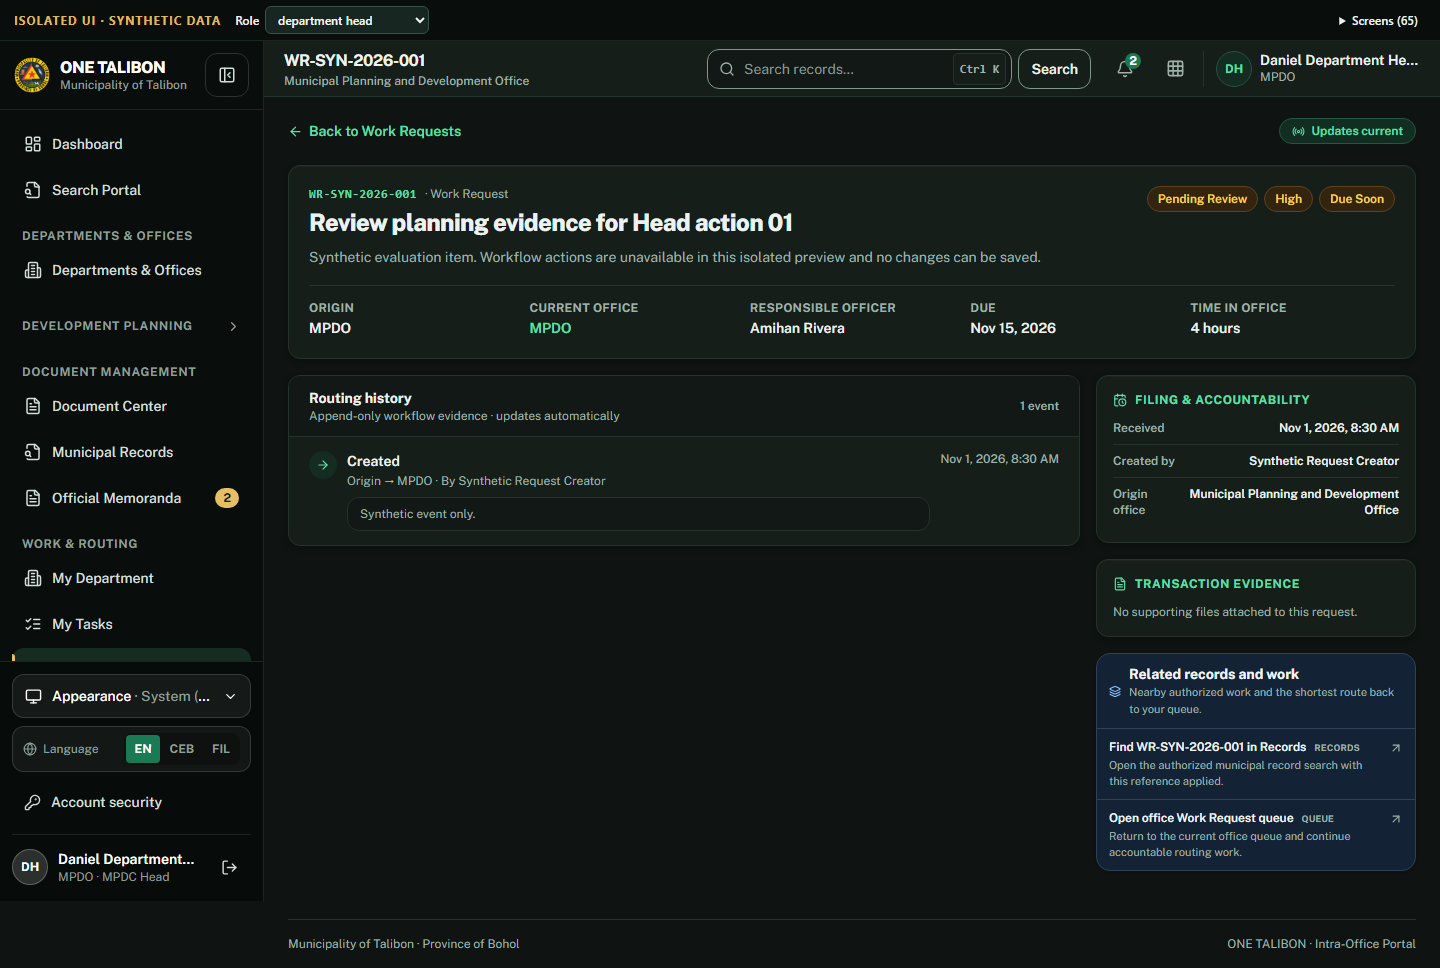 ISOLATED UI · SYNTHETIC DATA
Role
department head
Screens (65)
ONE TALIBON
Municipality of Talibon
WR-SYN-2026-001
Municipal Planning and Development Office
Search records...
Ctrl K
Search
2
DH
Daniel Department He...
MPDO
Dashboard
Search Portal
DEPARTMENTS & OFFICES
Departments & Offices
DEVELOPMENT PLANNING
DOCUMENT MANAGEMENT
Document Center
Municipal Records
Official Memoranda
2
WORK & ROUTING
My Department
My Tasks
Appearance · System (...
Language
EN
CEB
FIL
Account security
DH
Daniel Department...
MPDO · MPDC Head
Back to Work Requests
Updates current
WR-SYN-2026-001 · Work Request
Pending Review
High
Due Soon
Review planning evidence for Head action 01
Synthetic evaluation item. Workflow actions are unavailable in this isolated preview and no changes can be saved.
ORIGIN
MPDO
CURRENT OFFICE
MPDO
RESPONSIBLE OFFICER
Amihan Rivera
DUE
Nov 15, 2026
TIME IN OFFICE
4 hours
Routing history
Append-only workflow evidence · updates automatically
1 event
Created
Nov 1, 2026, 8:30 AM
Origin → MPDO · By Synthetic Request Creator
Synthetic event only.
FILING & ACCOUNTABILITY
Received
Nov 1, 2026, 8:30 AM
Created by
Synthetic Request Creator
Origin office
Municipal Planning and Development Office
TRANSACTION EVIDENCE
No supporting files attached to this request.
Related records and work
Nearby authorized work and the shortest route back
to your queue.
Find WR-SYN-2026-001 in Records RECORDS
Open the authorized municipal record search with
this reference applied.
Open office Work Request queue QUEUE
Return to the current office queue and continue
accountable routing work.
Municipality of Talibon · Province of Bohol
ONE TALIBON · Intra-Office Portal